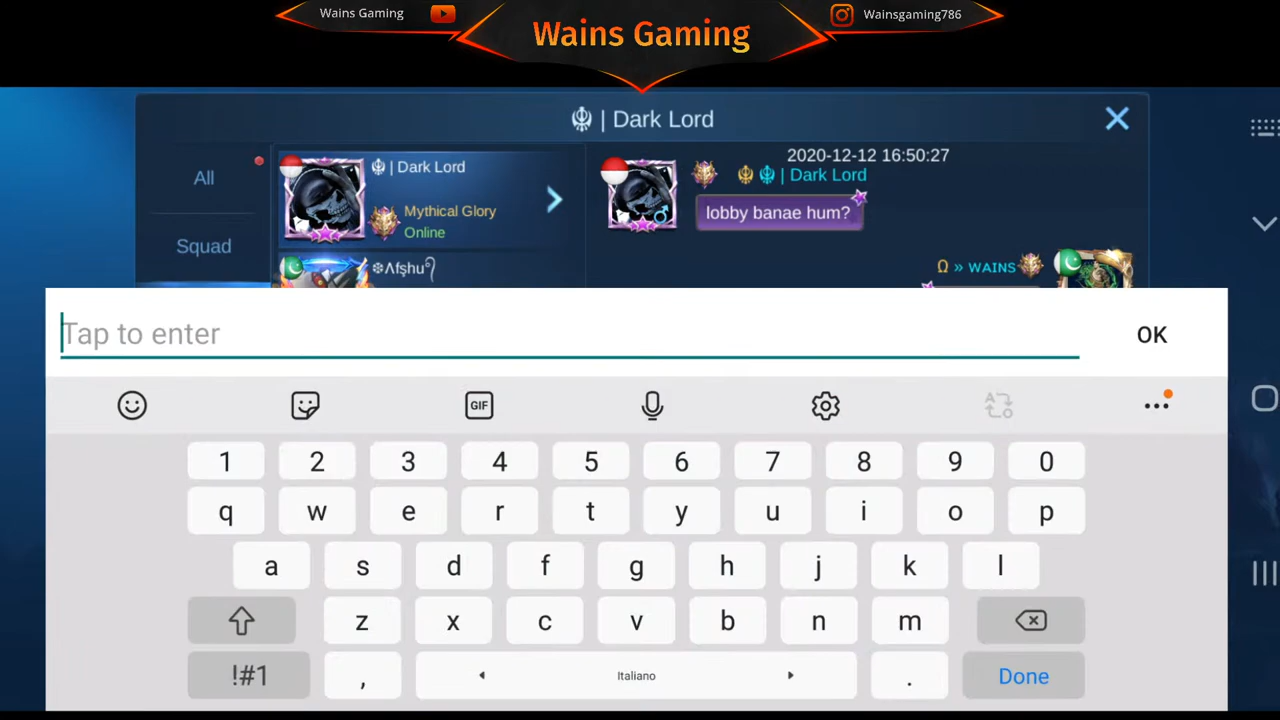 Wains Gaming
Wains Gaming
Wainsgaming786
☬ | Dark Lord
All
Squad
☬ | Dark Lord
Mythical Glory
Online
❄Λfşhu᭄
2020-12-12 16:50:27
☬ ☬ | Dark Lord
lobby banae hum?
Ω » WAINS
Tap to enter
OK
GIF
1 2 3 4 5 6 7 8 9 0
q w e r t y u i o p
a s d f g h j k l
z x c v b n m
!#1 , Italiano . Done